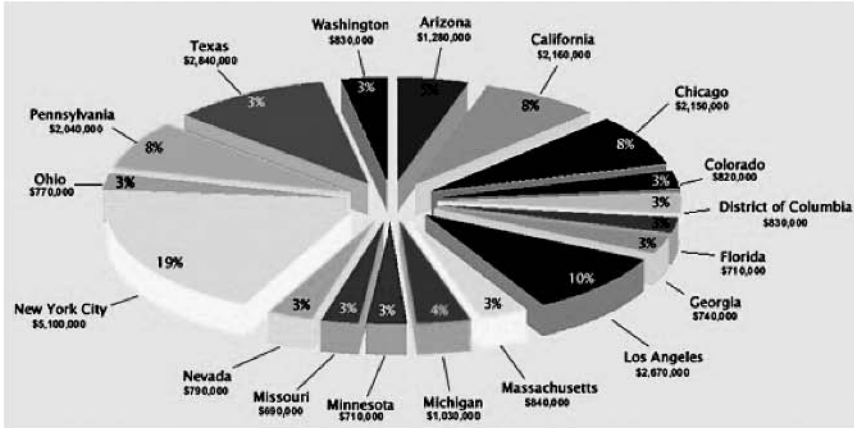 Washington
$830,000
Arizona
$1,280,000
Texas
$2,840,000
California
$2,160,000
Pennsylvania
$2,040,000
Chicago
$2,150,000
Ohio
$770,000
Colorado
$820,000
District of Columbia
$830,000
Florida
$710,000
New York City
$5,100,000
Georgia
$740,000
Los Angeles
$2,670,000
Nevada
$790,000
Missouri
$690,000
Minnesota
$710,000
Michigan
$1,030,000
Massachusetts
$840,000
3%
5%
3%
8%
8%
8%
3%
3%
3%
3%
3%
19%
10%
3%
3%
3%
4%
3%